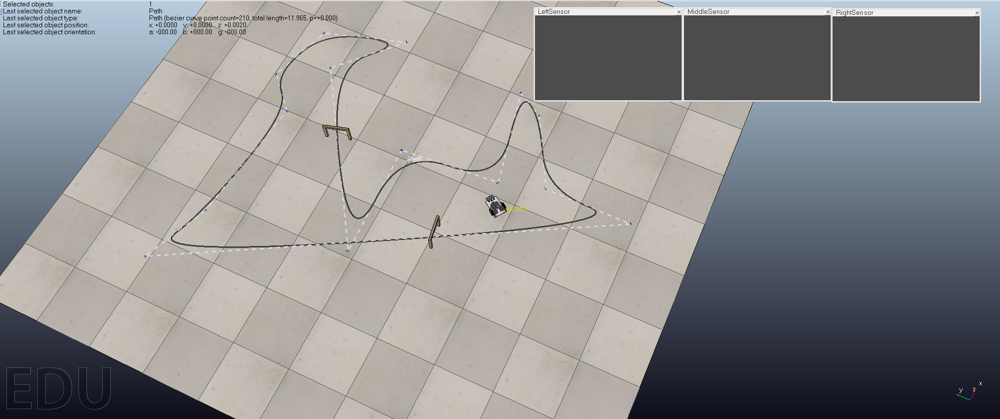 Selected objects: 1
Last selected object name: Path
Last selected object type: Path (bezier curve point count=210, total length=11.965, p=+0.000)
Last selected object position: x: +0.0000 y: +0.0000 z: +0.0020
Last selected object orientation: a: -000.00 b: +000.00 g: -000.00
LeftSensor
MiddleSensor
RightSensor
Path
EDU
x
y
z